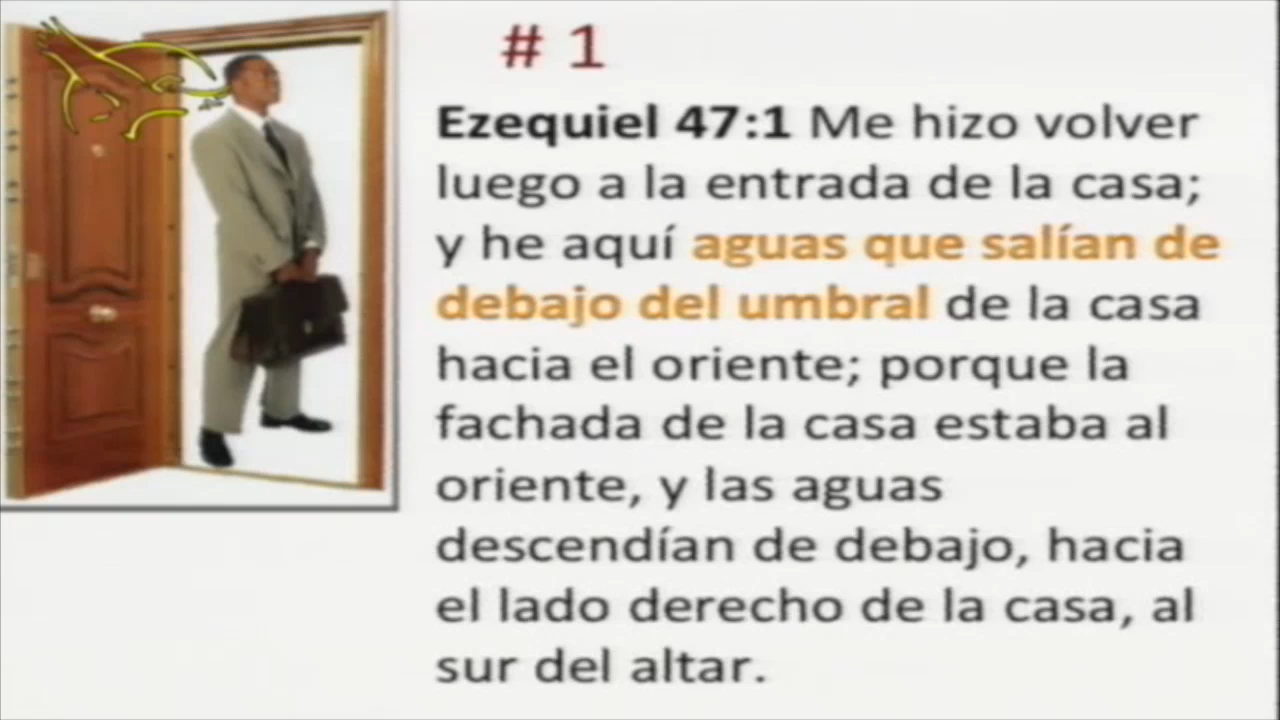 # 1
Ezequiel 47:1 Me hizo volver
luego a la entrada de la casa;
y he aquí aguas que salían de
debajo del umbral de la casa
hacia el oriente; porque la
fachada de la casa estaba al
oriente, y las aguas
descendían de debajo, hacia
el lado derecho de la casa, al
sur del altar.